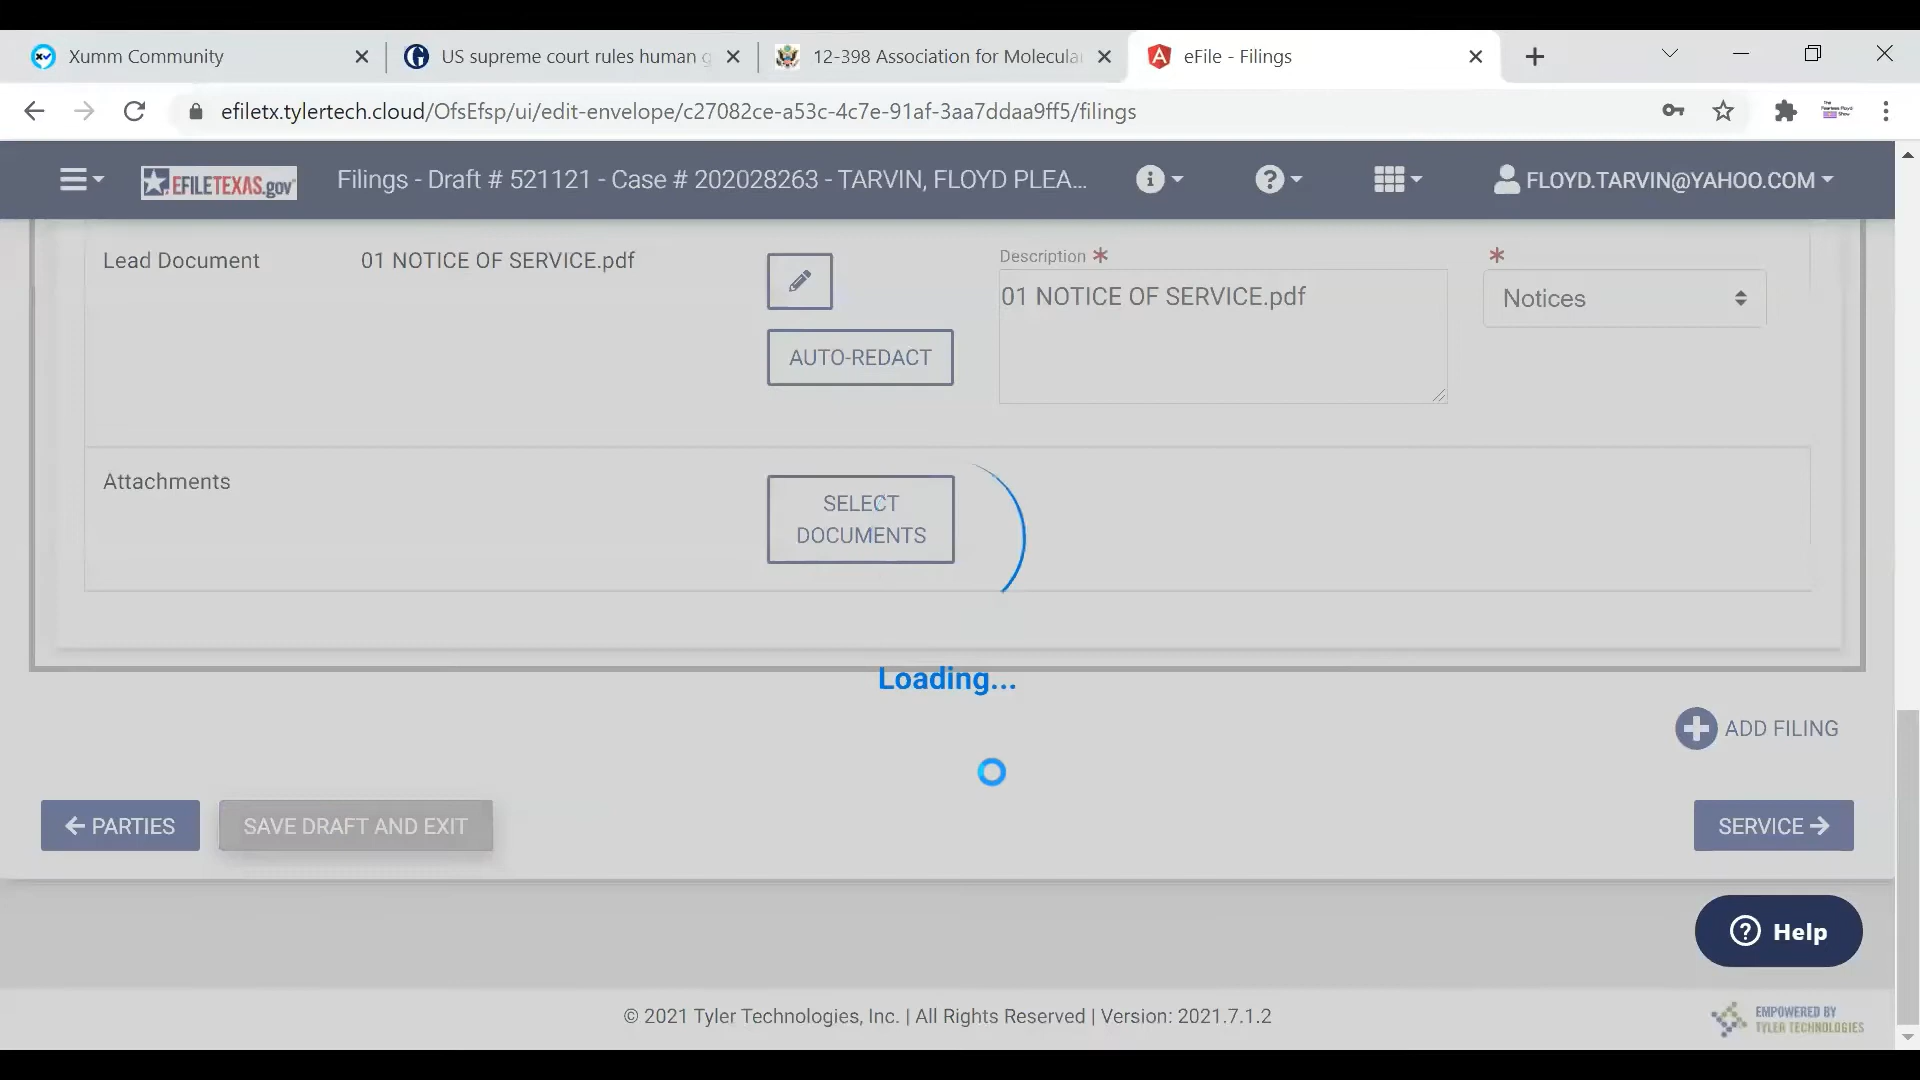 Xumm Community
US supreme court rules human g
12-398 Association for Molecula
eFile - Filings
efiletx.tylertech.cloud/OfsEfsp/ui/edit-envelope/c27082ce-a53c-4c7e-91af-3aa7ddaa9ff5/filings
EFILETEXAS.gov
Filings - Draft # 521121 - Case # 202028263 - TARVIN, FLOYD PLEA...
FLOYD.TARVIN@YAHOO.COM
Lead Document
01 NOTICE OF SERVICE.pdf
Description *
*
01 NOTICE OF SERVICE.pdf
Notices
AUTO-REDACT
Attachments
SELECT
DOCUMENTS
Loading...
ADD FILING
PARTIES
SAVE DRAFT AND EXIT
SERVICE
Help
© 2021 Tyler Technologies, Inc. | All Rights Reserved | Version: 2021.7.1.2
EMPOWERED BY
TYLER TECHNOLOGIES